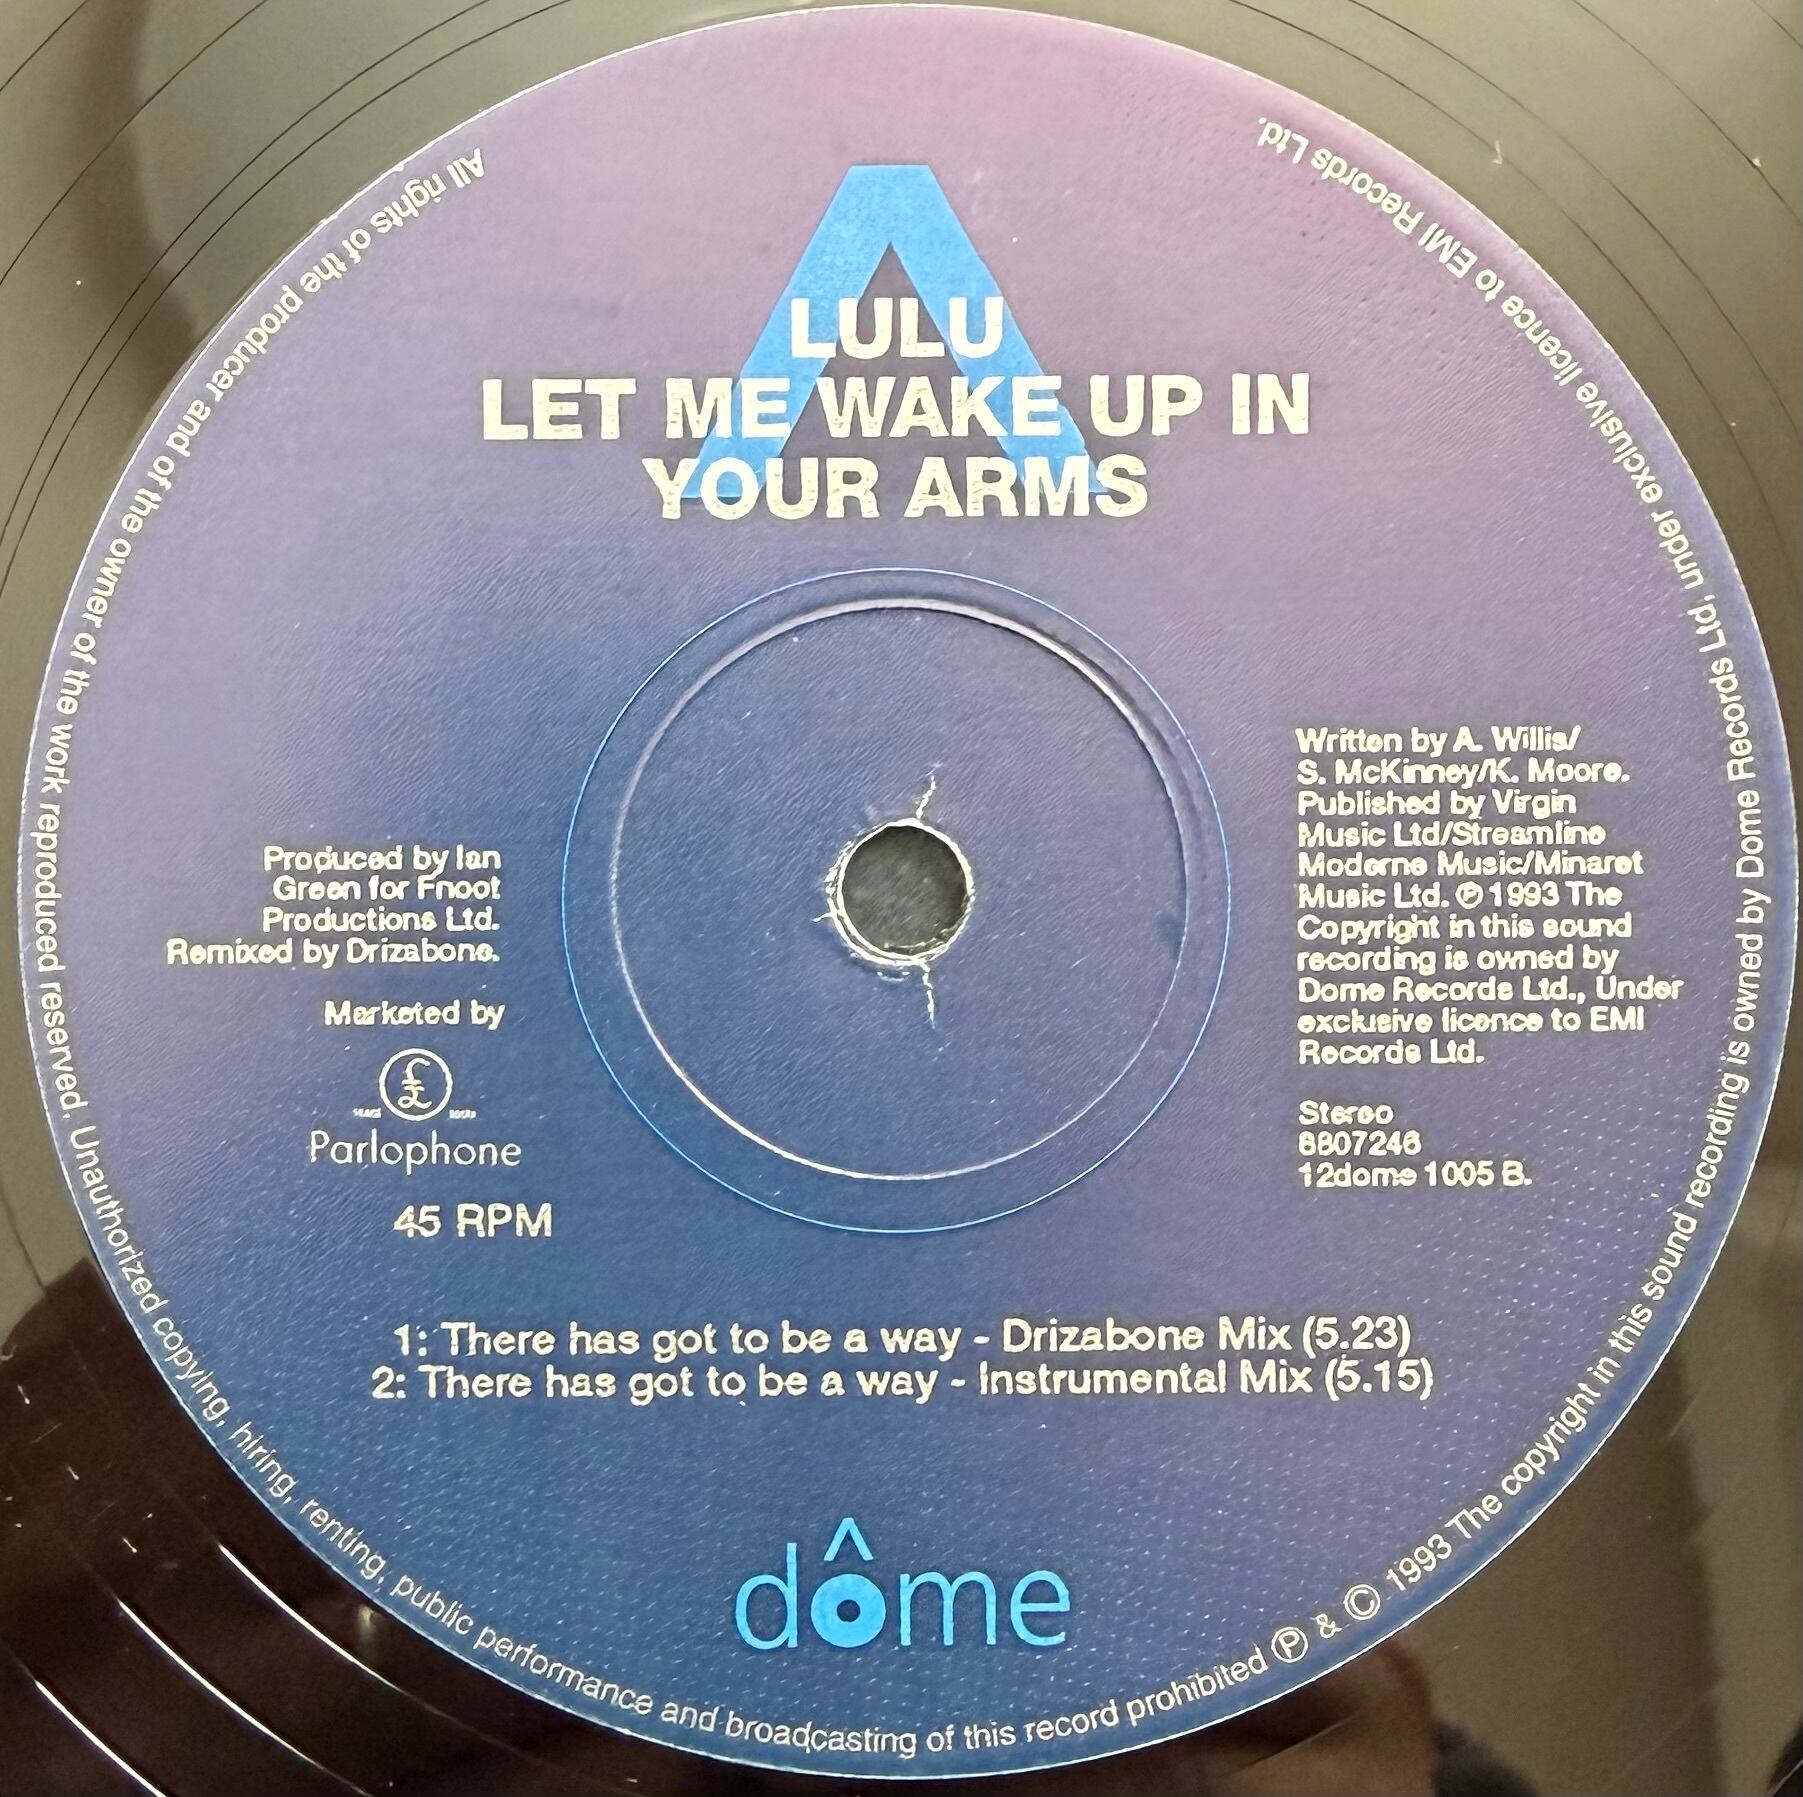 LULU
LET ME WAKE UP IN
YOUR ARMS
Produced by Ian
Green for Fnoot
Productions Ltd.
Remixed by Drizabone.
Marketed by
£
Parlophone
45 RPM
Written by A. Willis/
S. McKinney/K. Moore.
Published by Virgin
Music Ltd/Streamline
Moderne Music/Minaret
Music Ltd. ℗ 1993 The
Copyright in this sound
recording is owned by
Dome Records Ltd., Under
exclusive licence to EMI
Records Ltd.
Stereo
8807246
12dome 1005 B.
1: There has got to be a way - Drizabone Mix (5.23)
2: There has got to be a way - Instrumental Mix (5.15)
dôme
All rights of the producer and of the owner of the work reproduced reserved. Unauthorized copying, hiring, renting, public performance and broadcasting of this record prohibited ℗ & © 1993 The copyright in this sound recording is owned by Dome Records Ltd, under exclusive licence to EMI Records Ltd.